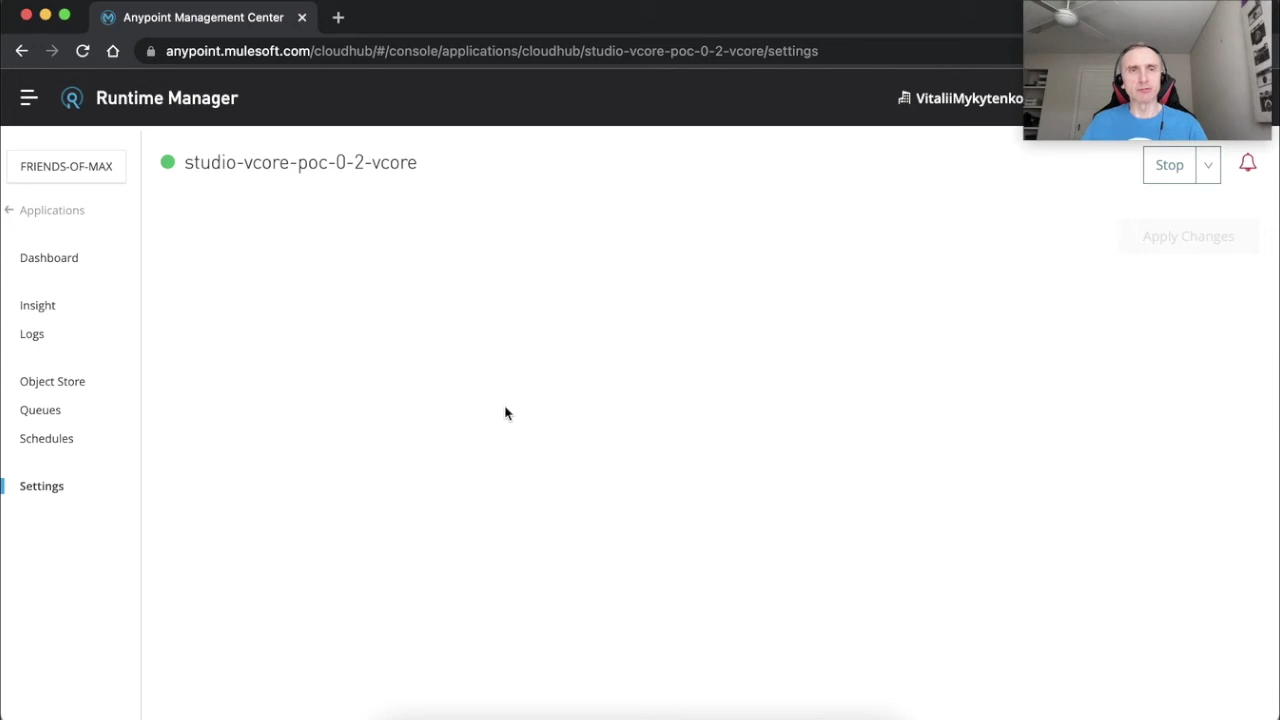 Anypoint Management Center
anypoint.mulesoft.com/cloudhub/#/console/applications/cloudhub/studio-vcore-poc-0-2-vcore/settings
Runtime Manager
VitaliiMykytenko
FRIENDS-OF-MAX
studio-vcore-poc-0-2-vcore
Stop
Applications
Apply Changes
Dashboard
Insight
Logs
Object Store
Queues
Schedules
Settings